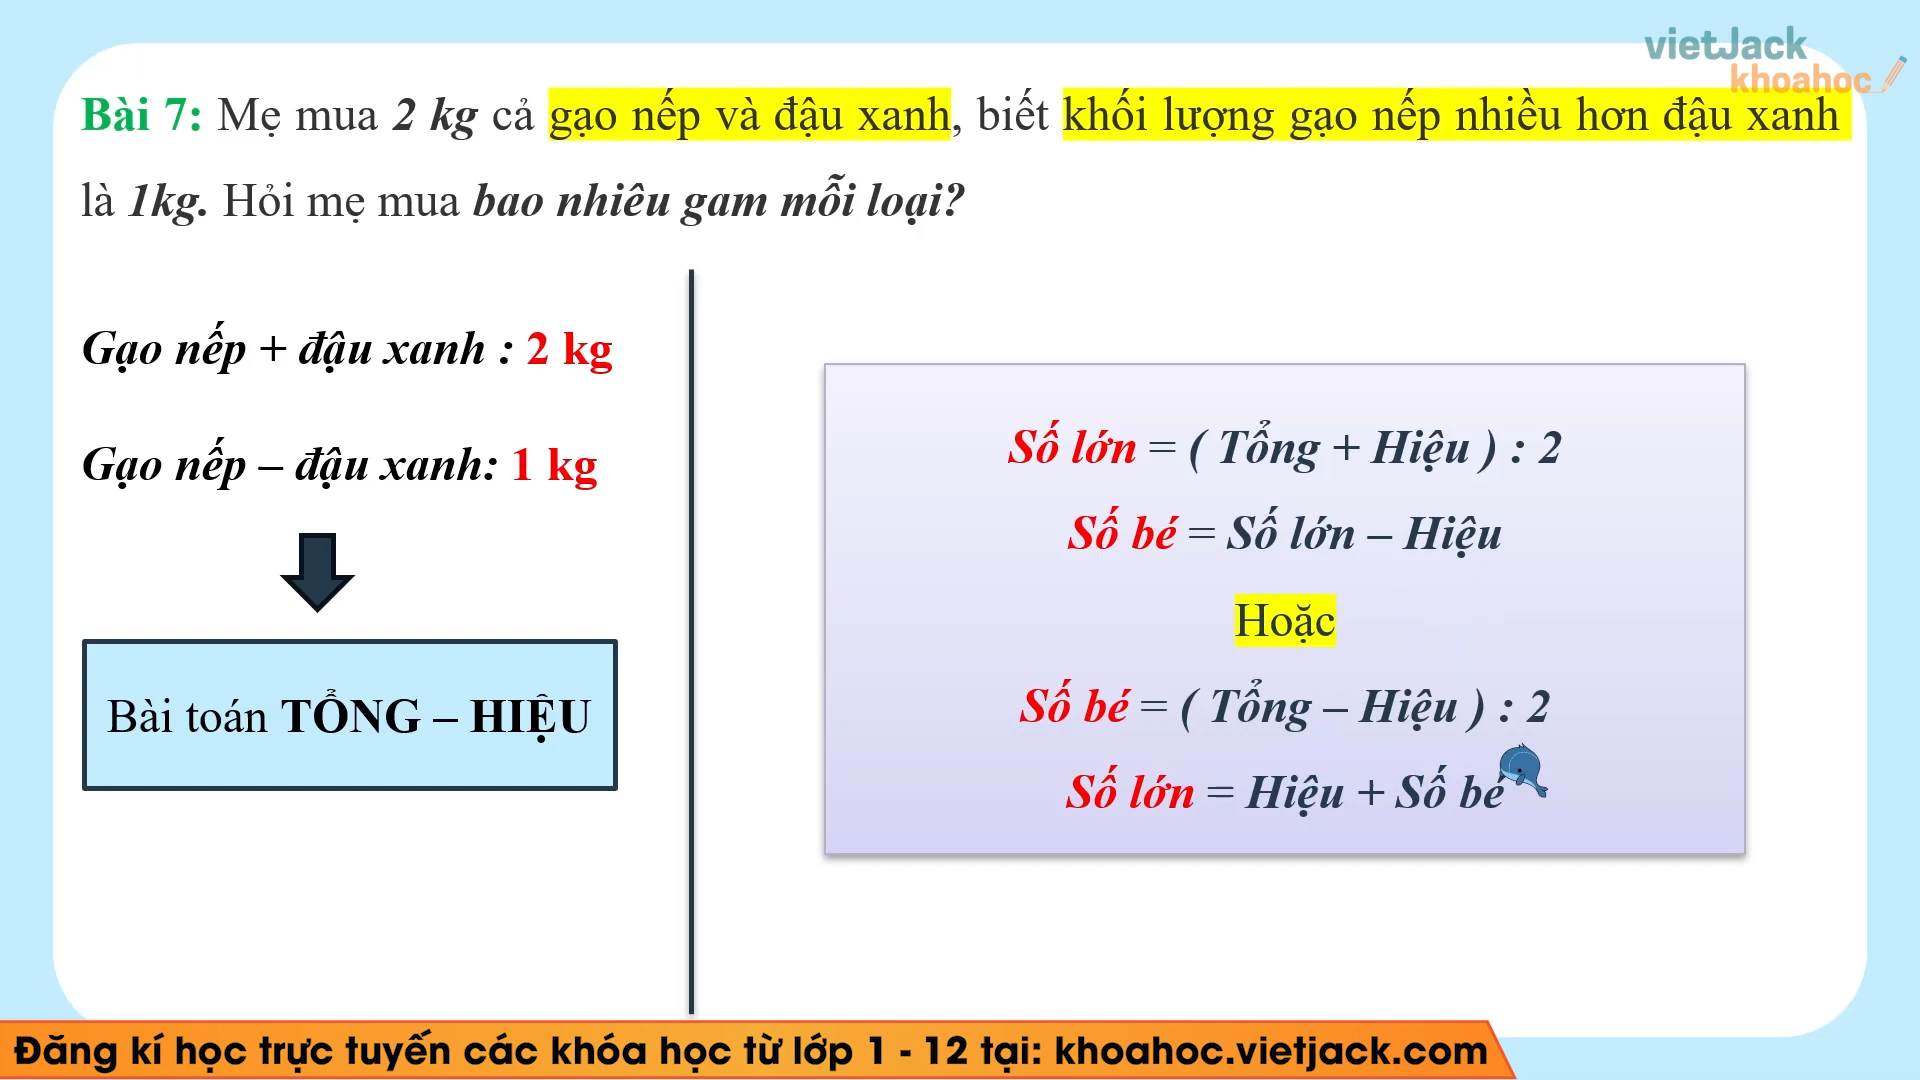 vietJack
khoahoc
Bài 7: Mẹ mua 2 kg cả gạo nếp và đậu xanh, biết khối lượng gạo nếp nhiều hơn đậu xanh
là 1kg. Hỏi mẹ mua bao nhiêu gam mỗi loại?
Gạo nếp + đậu xanh : 2 kg
Gạo nếp – đậu xanh: 1 kg
Bài toán TỔNG – HIỆU
Số lớn = ( Tổng + Hiệu ) : 2
Số bé = Số lớn – Hiệu
Hoặc
Số bé = ( Tổng – Hiệu ) : 2
Số lớn = Hiệu + Số bé
Đăng kí học trực tuyến các khóa học từ lớp 1 - 12 tại: khoahoc.vietjack.com